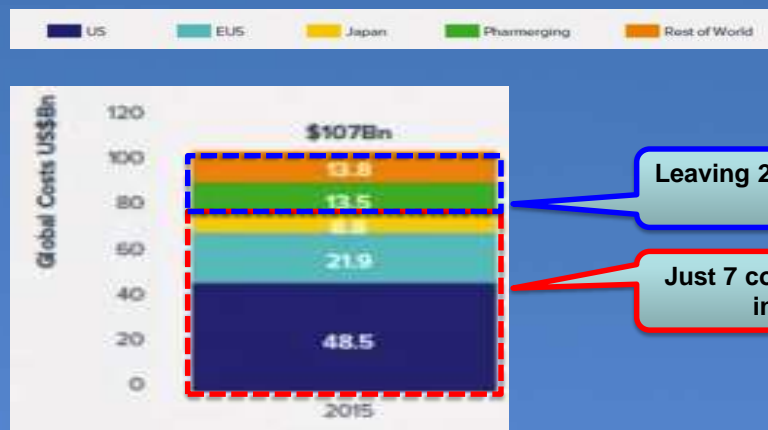 US EU5 Japan Pharmerging Rest of World
Global Costs US$Bn
120
100
80
60
40
20
0
$107Bn
13.8
13.5
21.9
48.5
2015
Leaving 2
Just 7 co
in